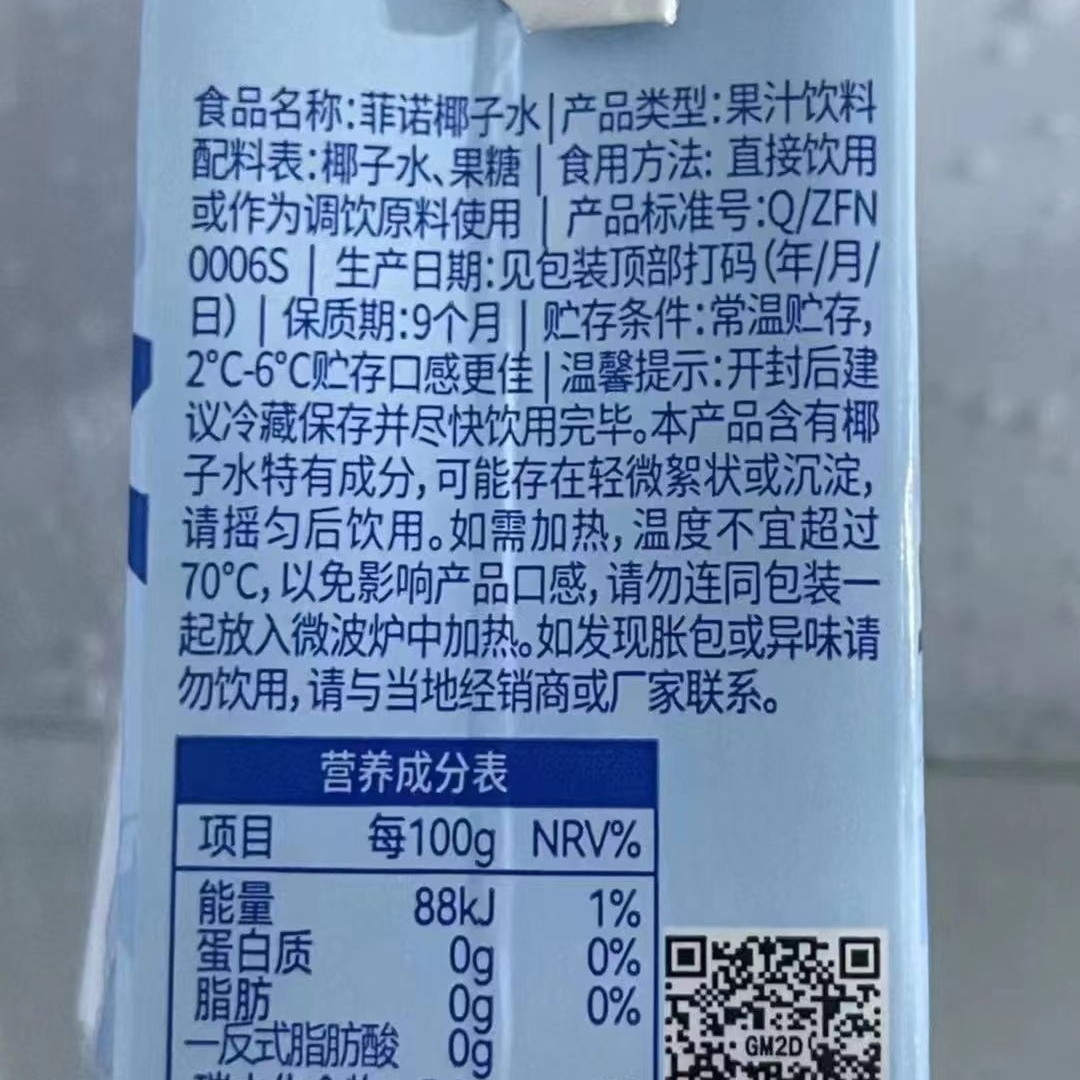 食品名称:菲诺椰子水|产品类型:果汁饮料
配料表:椰子水、果糖 | 食用方法: 直接饮用
或作为调饮原料使用 | 产品标准号:Q/ZFN
0006S | 生产日期:见包装顶部打码(年/月/
日) | 保质期:9个月 | 贮存条件:常温贮存,
2°C-6°C贮存口感更佳|温馨提示:开封后建
议冷藏保存并尽快饮用完毕。本产品含有椰
子水特有成分,可能存在轻微絮状或沉淀,
请摇匀后饮用。如需加热,温度不宜超过
70°C,以免影响产品口感,请勿连同包装一
起放入微波炉中加热。如发现胀包或异味请
勿饮用,请与当地经销商或厂家联系。
营养成分表
项目 每100g NRV%
能量 88kJ 1%
蛋白质 0g 0%
脂肪 0g 0%
一反式脂肪酸 0g
GM2D